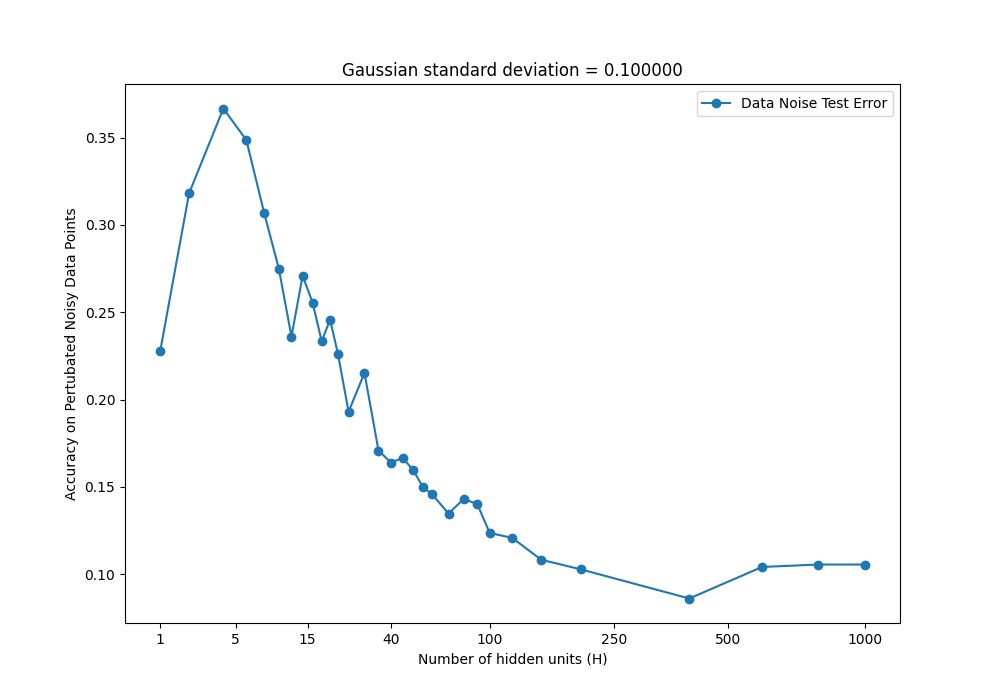 Gaussian standard deviation = 0.100000
Data Noise Test Error
Accuracy on Pertubated Noisy Data Points
0.35
0.30
0.25
0.20
0.15
0.10
1 5 15 40 100 250 500 1000
Number of hidden units (H)